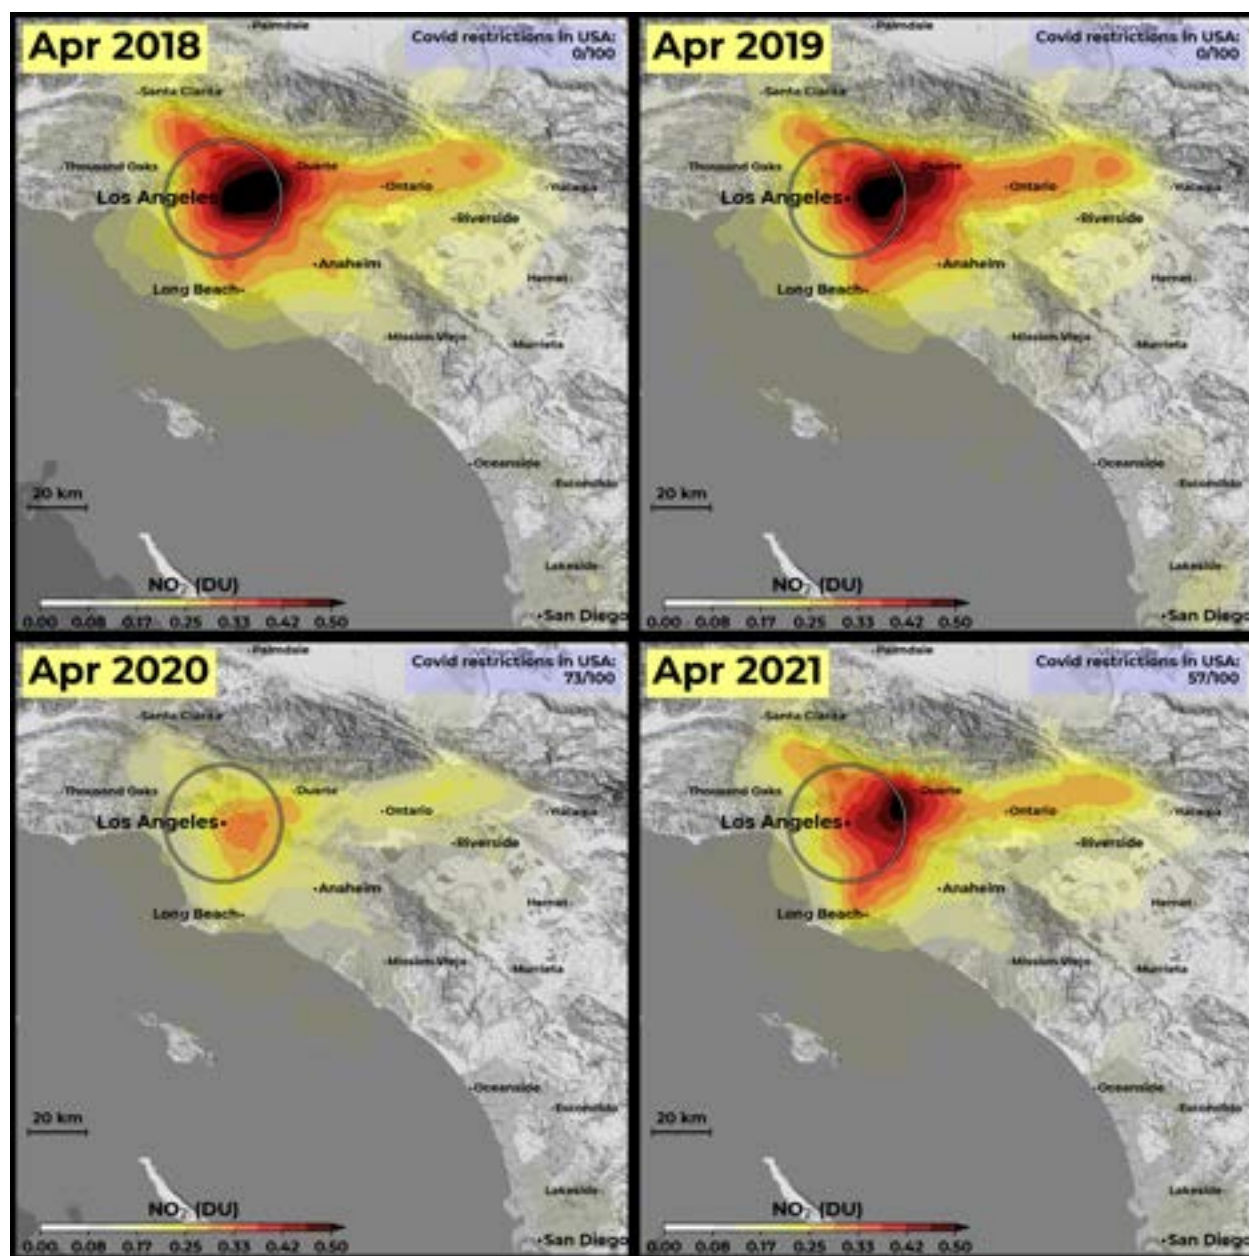 Apr 2018
Covid restrictions in USA:
0/100
Palmdale
Santa Clarita
Thousand Oaks
Duarte
Los Angeles
Ontario
Yucaipa
Riverside
Anaheim
Hemet
Long Beach
Mission Viejo
Murrieta
Oceanside
Escondido
20 km
Lakeside
NO₂ (DU)
San Diego
0.00 0.08 0.17 0.25 0.33 0.42 0.50
Apr 2019
Covid restrictions in USA:
0/100
Palmdale
Santa Clarita
Thousand Oaks
Duarte
Los Angeles
Ontario
Yucaipa
Riverside
Anaheim
Hemet
Long Beach
Mission Viejo
Murrieta
Oceanside
Escondido
20 km
Lakeside
NO₂ (DU)
San Diego
0.00 0.08 0.17 0.25 0.33 0.42 0.50
Apr 2020
Covid restrictions in USA:
73/100
Palmdale
Santa Clarita
Thousand Oaks
Duarte
Los Angeles
Ontario
Yucaipa
Riverside
Anaheim
Hemet
Long Beach
Mission Viejo
Murrieta
Oceanside
Escondido
20 km
Lakeside
NO₂ (DU)
San Diego
0.00 0.08 0.17 0.25 0.33 0.42 0.50
Apr 2021
Covid restrictions in USA:
57/100
Palmdale
Santa Clarita
Thousand Oaks
Duarte
Los Angeles
Ontario
Yucaipa
Riverside
Anaheim
Hemet
Long Beach
Mission Viejo
Murrieta
Oceanside
Escondido
20 km
Lakeside
NO₂ (DU)
San Diego
0.00 0.08 0.17 0.25 0.33 0.42 0.50